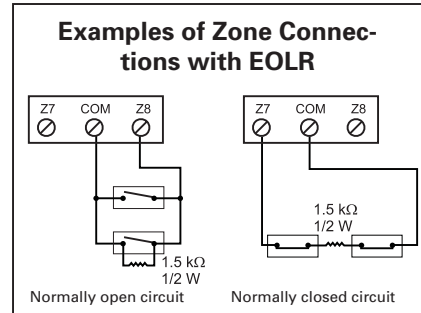 Examples of Zone Connec-
tions with EOLR
Z7 COM Z8
Z7 COM Z8
1.5 kΩ
1/2 W
1.5 kΩ
1/2 W
Normally open circuit
Normally closed circuit